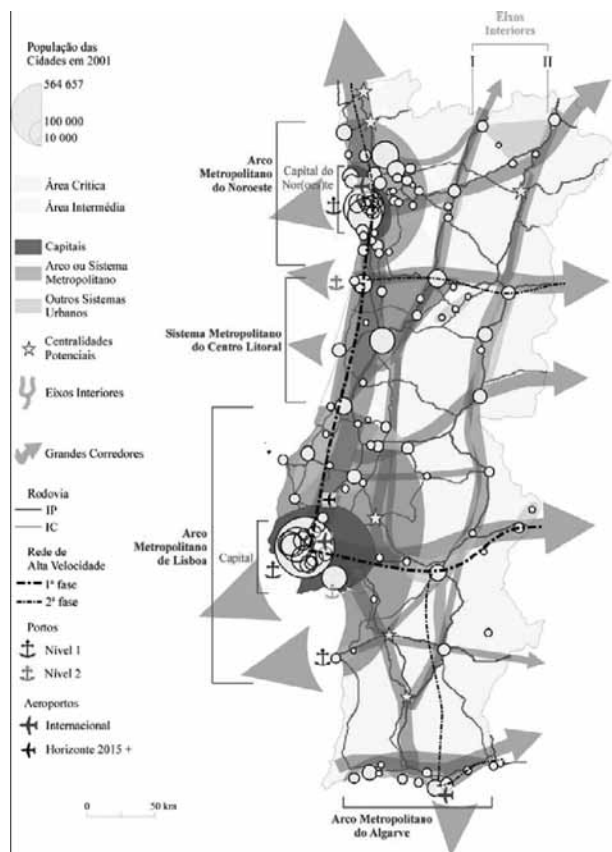 População das
Cidades em 2001
564 657
100 000
10 000
Área Crítica
Área Intermédia
Capitais
Arco ou Sistema
Metropolitano
Outros Sistemas
Urbanos
Centralidades
Potenciais
Eixos Interiores
Grandes Corredores
Rodovia
IP
IC
Rede de
Alta Velocidade
1ª fase
2ª fase
Portos
Nível 1
Nível 2
Aeroportos
Internacional
Horizonte 2015 +
0 50 km
Eixos
Interiores
I II
Arco
Metropolitano
do Noroeste
Capital do
Nor(oes)te
Sistema Metropolitano
do Centro Litoral
Arco
Metropolitano
de Lisboa
Capital
Arco Metropolitano
do Algarve